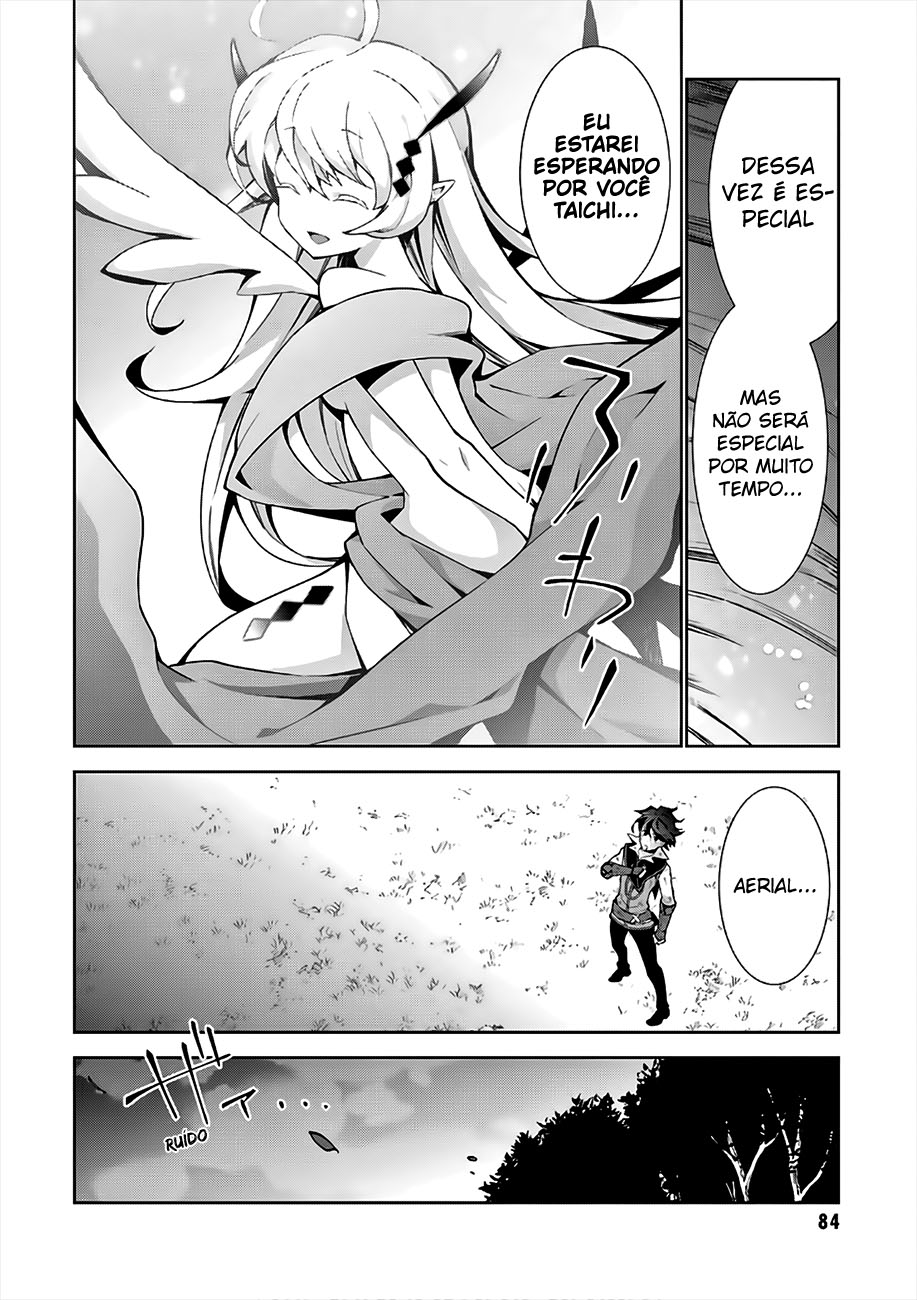 DESSA
VEZ É ES-
PECIAL
MAS
NÃO SERÁ
ESPECIAL
POR MUITO
TEMPO...
EU
ESTAREI
ESPERANDO
POR VOCÊ
TAICHI...
AERIAL...
ザザァ...
RUÍDO
84